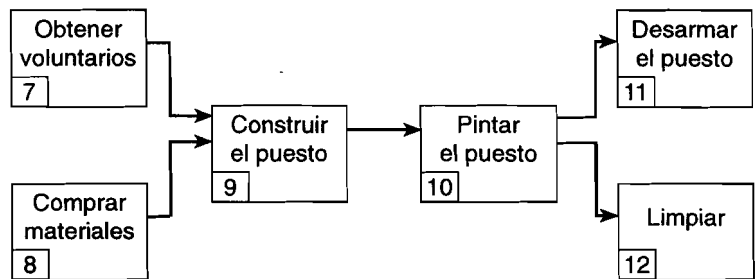 Obtener
voluntarios
7
Comprar
materiales
8
Construir
el puesto
9
Pintar
el puesto
10
Desarmar
el puesto
11
Limpiar
12